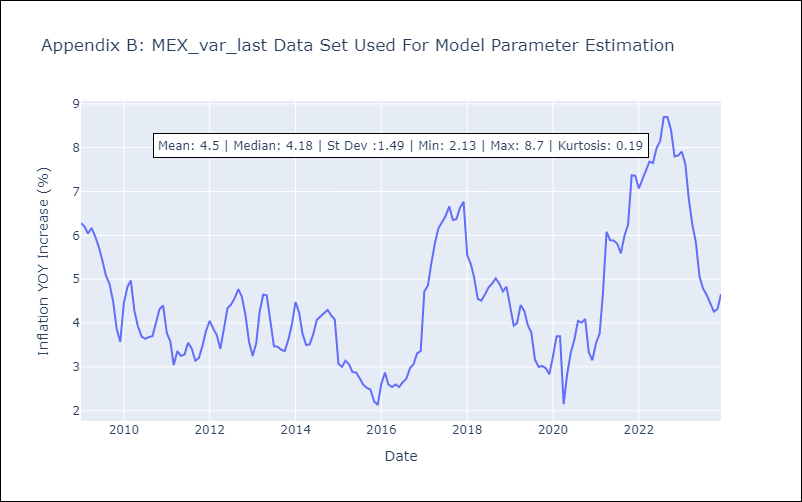 Appendix B: MEX_var_last Data Set Used For Model Parameter Estimation
9
Mean: 4.5 | Median: 4.18 | St Dev :1.49 | Min: 2.13 | Max: 8.7 | Kurtosis: 0.19
8
7
6
5
4
3
2
Inflation YOY Increase (%)
2010 2012 2014 2016 2018 2020 2022
Date